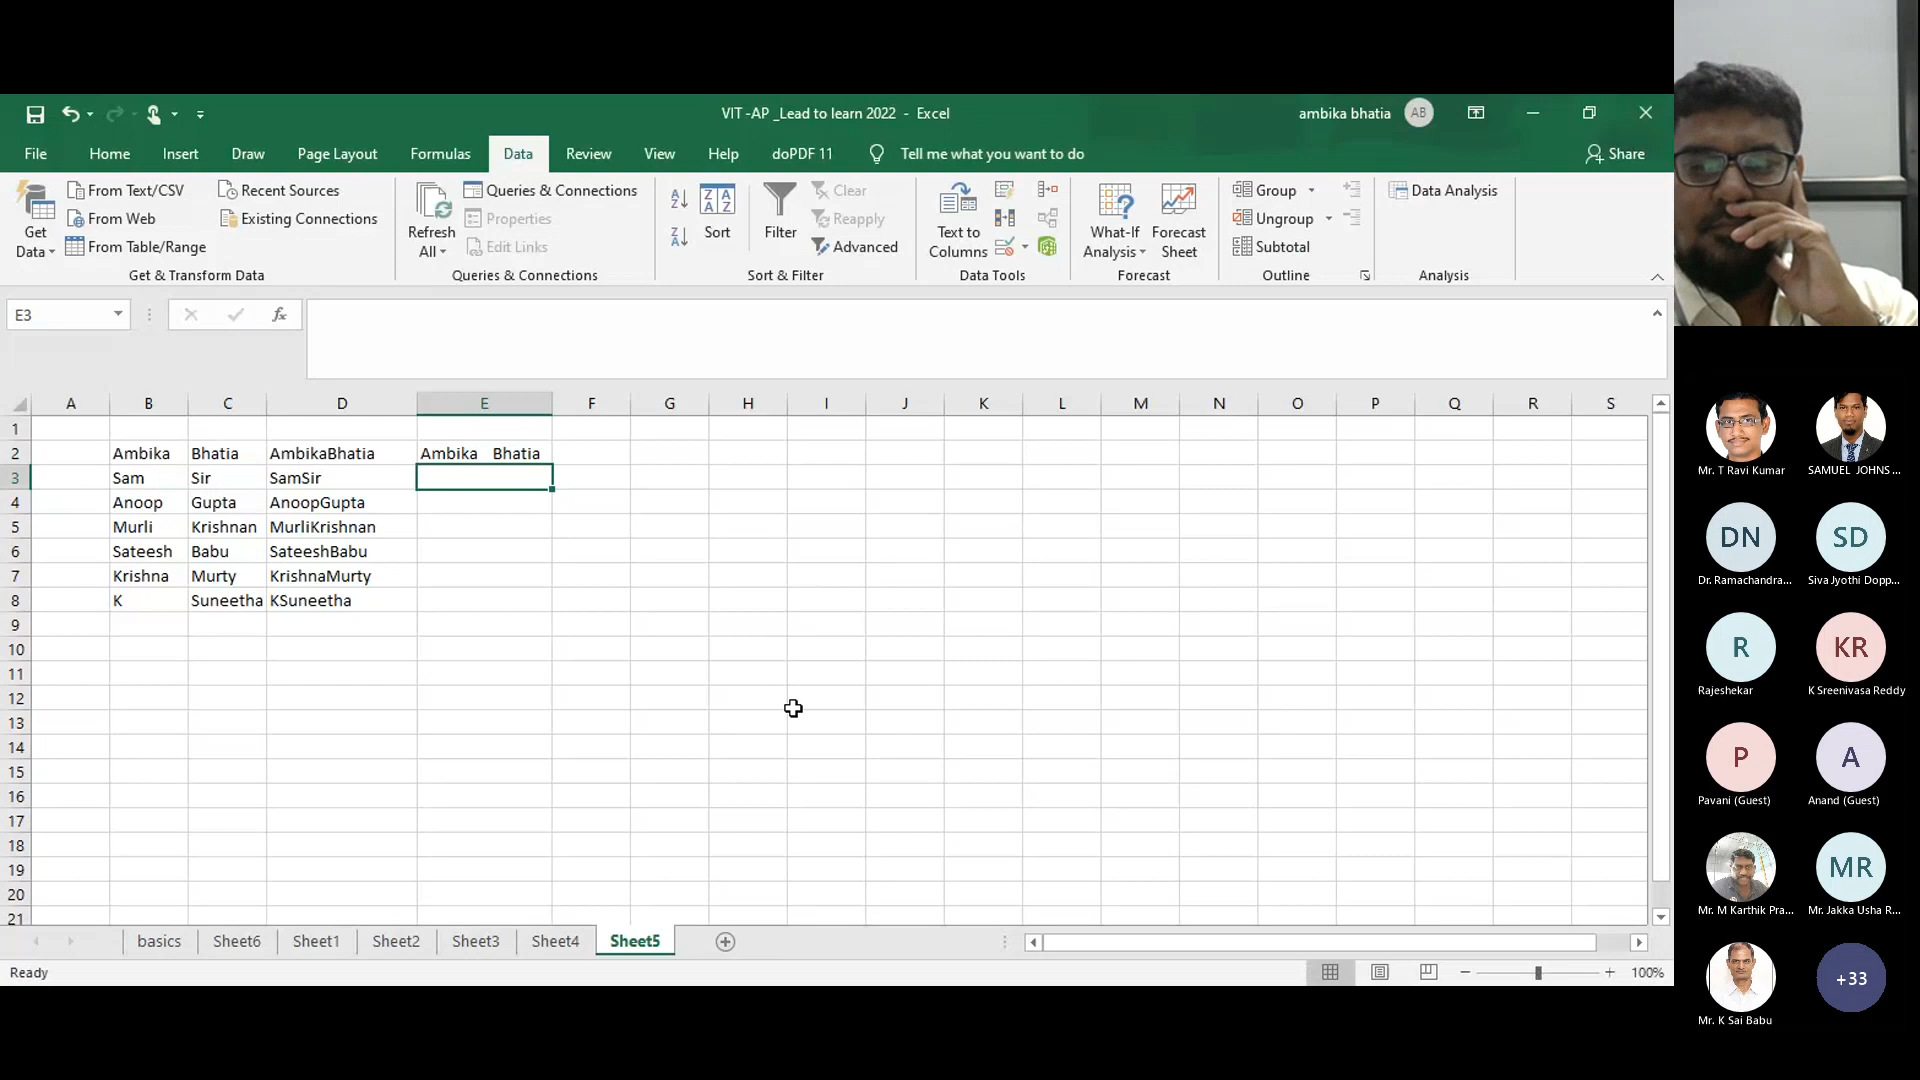 VIT -AP _Lead to learn 2022 - Excel
ambika bhatia AB
File Home Insert Draw Page Layout Formulas Data Review View Help doPDF 11 Tell me what you want to do Share
Get Data
From Text/CSV
From Web
From Table/Range
Recent Sources
Existing Connections
Get & Transform Data
Refresh All
Queries & Connections
Properties
Edit Links
Queries & Connections
Sort
Filter
Clear
Reapply
Advanced
Sort & Filter
Text to Columns
Data Tools
What-If Analysis
Forecast Sheet
Forecast
Group
Ungroup
Subtotal
Outline
Data Analysis
Analysis
E3 fx
A B C D E F G H I J K L M N O P Q R S
1
2 Ambika Bhatia AmbikaBhatia Ambika Bhatia
3 Sam Sir SamSir
4 Anoop Gupta AnoopGupta
5 Murli Krishnan MurliKrishnan
6 Sateesh Babu SateeshBabu
7 Krishna Murty KrishnaMurty
8 K Suneetha KSuneetha
9
10
11
12
13
14
15
16
17
18
19
20
21
basics Sheet6 Sheet1 Sheet2 Sheet3 Sheet4 Sheet5
Ready 100%
Mr. T Ravi Kumar
SAMUEL JOHNS ...
DN
Dr. Ramachandra...
SD
Siva Jyothi Dopp...
R
Rajeshekar
KR
K Sreenivasa Reddy
P
Pavani (Guest)
A
Anand (Guest)
Mr. M Karthik Pra...
MR
Mr. Jakka Usha R...
Mr. K Sai Babu
+33